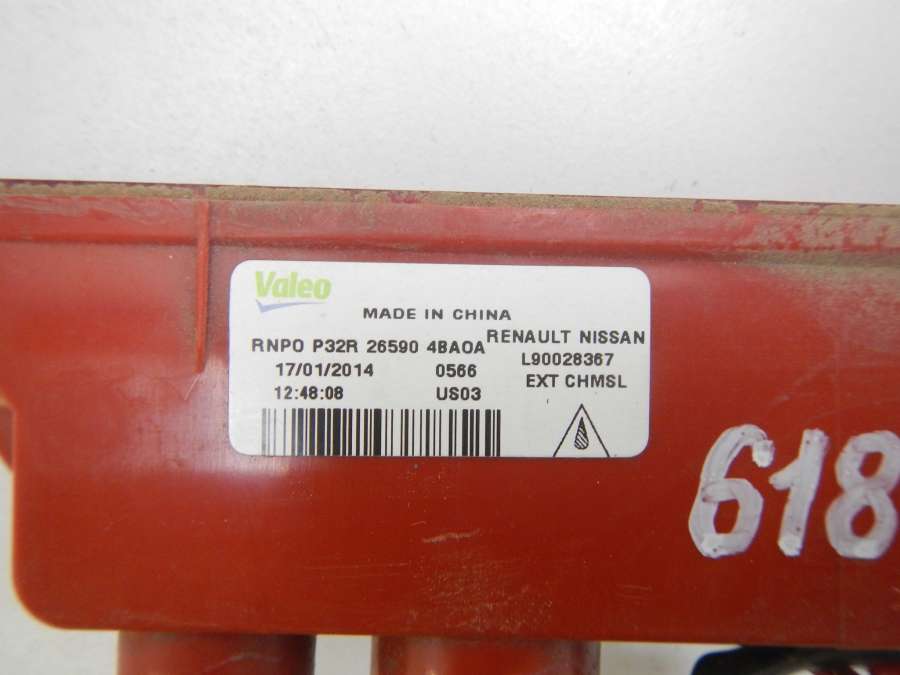 Valeo
MADE IN CHINA
RNPO P32R 26590 4BA0A RENAULT NISSAN
17/01/2014 0566 L90028367
12:48:08 US03 EXT CHMSL
618